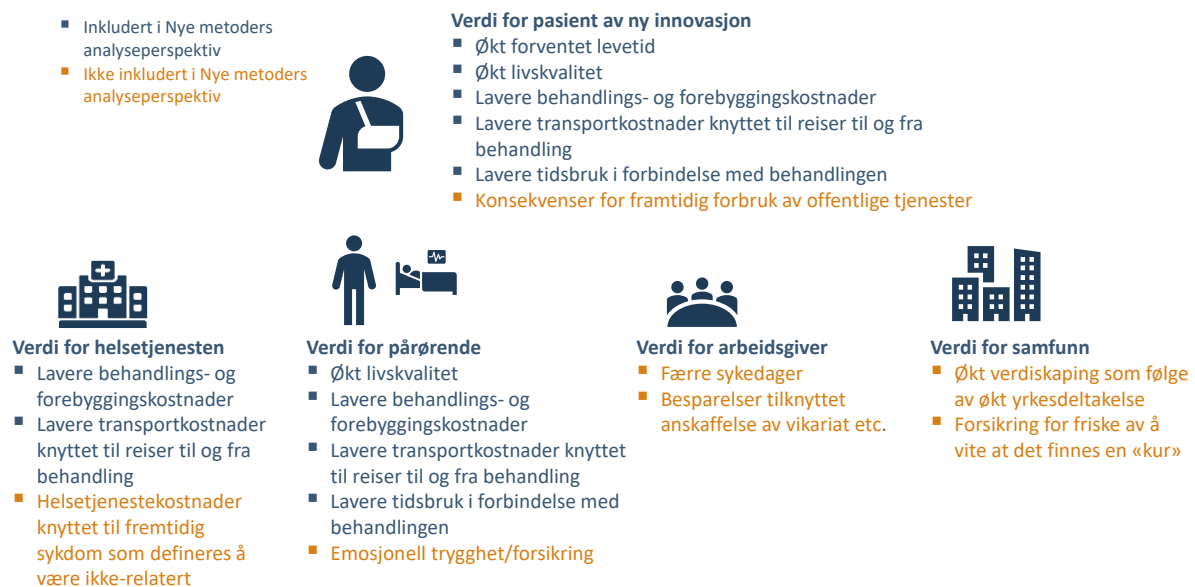 ▪ Inkludert i Nye metoders
analyseperspektiv
▪ Ikke inkludert i Nye metoders
analyseperspektiv
Verdi for pasient av ny innovasjon
▪ Økt forventet levetid
▪ Økt livskvalitet
▪ Lavere behandlings- og forebyggingskostnader
▪ Lavere transportkostnader knyttet til reiser til og fra
behandling
▪ Lavere tidsbruk i forbindelse med behandlingen
▪ Konsekvenser for framtidig forbruk av offentlige tjenester
Verdi for helsetjenesten
▪ Lavere behandlings- og
forebyggingskostnader
▪ Lavere transportkostnader
knyttet til reiser til og fra
behandling
▪ Helsetjenestekostnader
knyttet til fremtidig
sykdom som defineres å
være ikke-relatert
Verdi for pårørende
▪ Økt livskvalitet
▪ Lavere behandlings- og
forebyggingskostnader
▪ Lavere transportkostnader knyttet
til reiser til og fra behandling
▪ Lavere tidsbruk i forbindelse med
behandlingen
▪ Emosjonell trygghet/forsikring
Verdi for arbeidsgiver
▪ Færre sykedager
▪ Besparelser tilknyttet
anskaffelse av vikariat etc.
Verdi for samfunn
▪ Økt verdiskaping som følge
av økt yrkesdeltakelse
▪ Forsikring for friske av å
vite at det finnes en «kur»